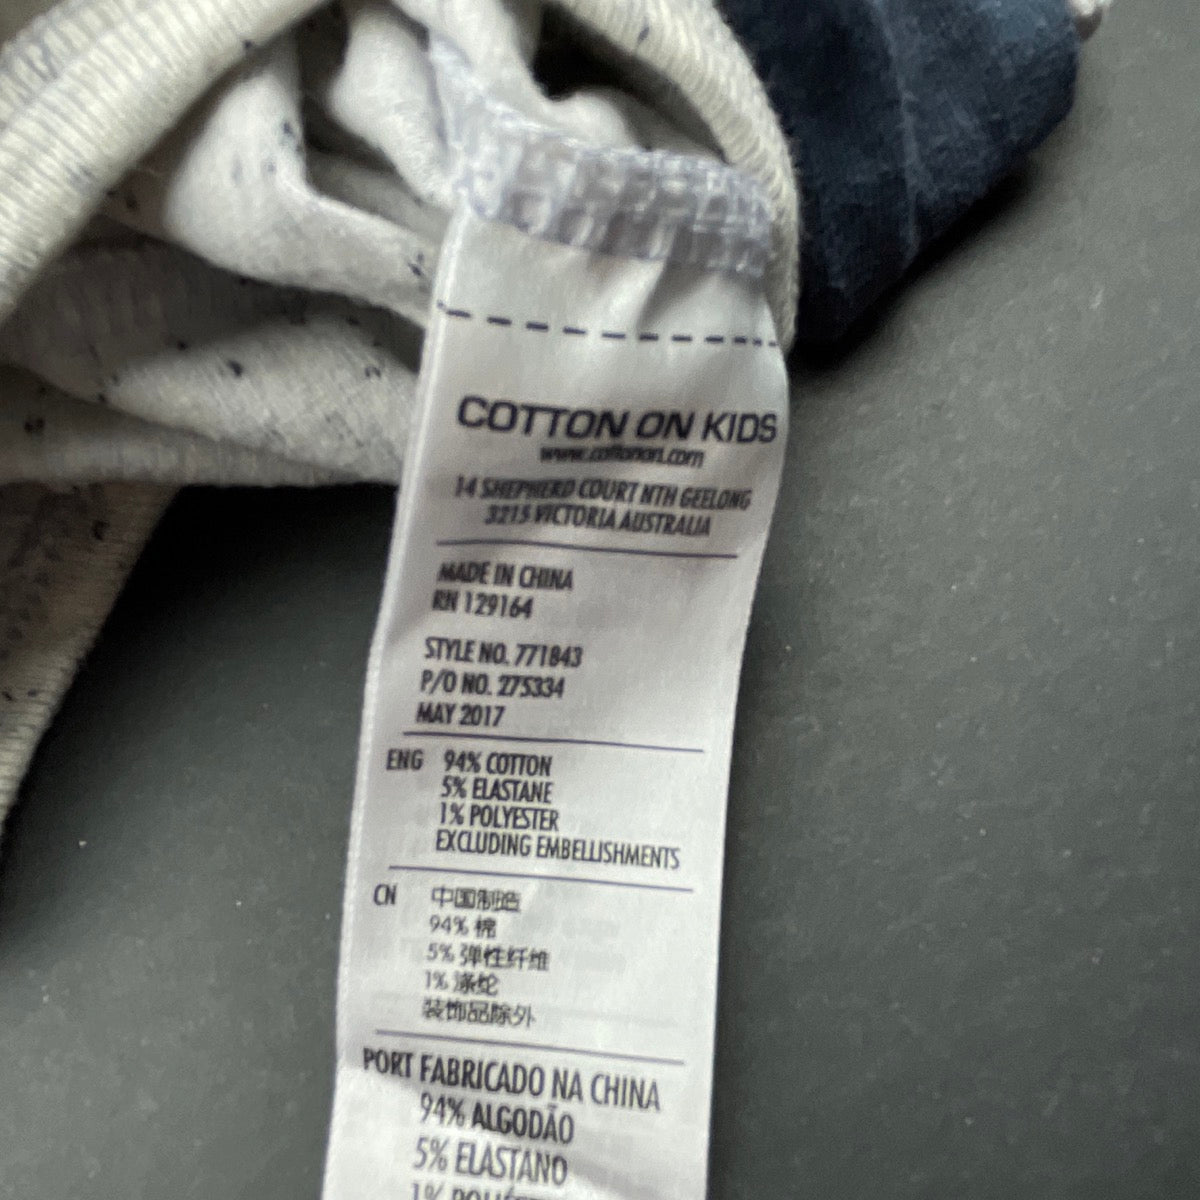 COTTON ON KIDS
www.cottonon.com
14 SHEPHERD COURT NTH GEELONG
3215 VICTORIA AUSTRALIA
MADE IN CHINA
RN 129164
STYLE NO. 771843
P/O NO. 275334
MAY 2017
ENG 94% COTTON
5% ELASTANE
1% POLYESTER
EXCLUDING EMBELLISHMENTS
CN 中国制造
94% 棉
5% 弹性纤维
1% 涤纶
装饰品除外
PORT FABRICADO NA CHINA
94% ALGODÃO
5% ELASTANO
1%